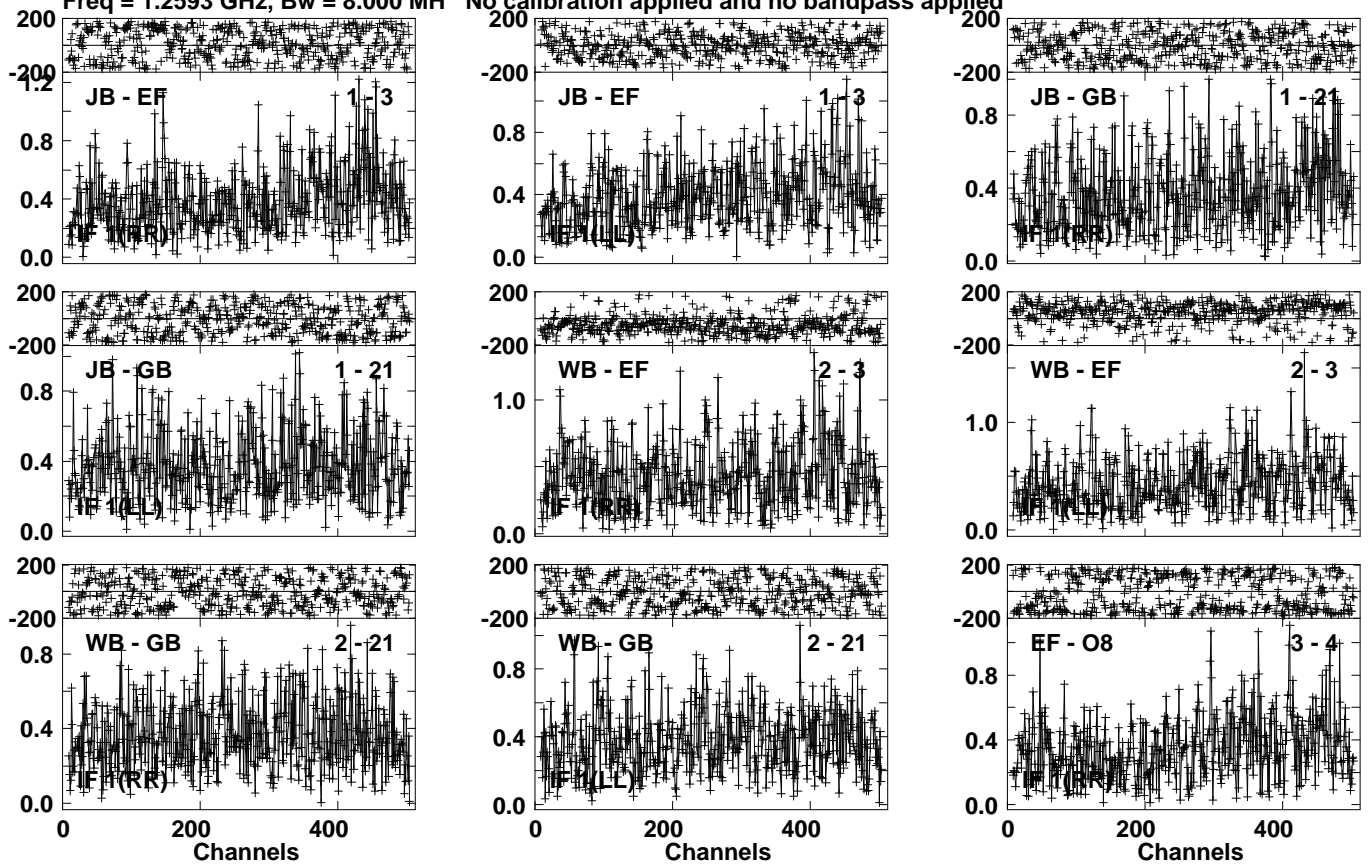 Freq = 1.2593 GHz, Bw = 8.000 MH No calibration applied and no bandpass applied
200 200 200
-200 -200 -200
1.2
JB - EF 1 - 3 JB - EF 1 - 3 JB - GB 1 - 21
0.8 0.8 0.8
0.4 0.4 0.4
IF 1(RR) IF 1(LL) IF 1(RR)
0.0 0.0 0.0
200 200 200
-200 -200 -200
JB - GB 1 - 21 WB - EF 2 - 3 WB - EF 2 - 3
0.8 1.0 1.0
0.4
IF 1(LL) IF 1(RR) IF 1(LL)
0.0 0.0 0.0
200 200 200
-200 -200 -200
WB - GB 2 - 21 WB - GB 2 - 21 EF - O8 3 - 4
0.8 0.8 0.8
0.4 0.4 0.4
IF 1(RR) IF 1(LL) IF 1(RR)
0.0 0.0 0.0
0 200 400 0 200 400 0 200 400
Channels Channels Channels